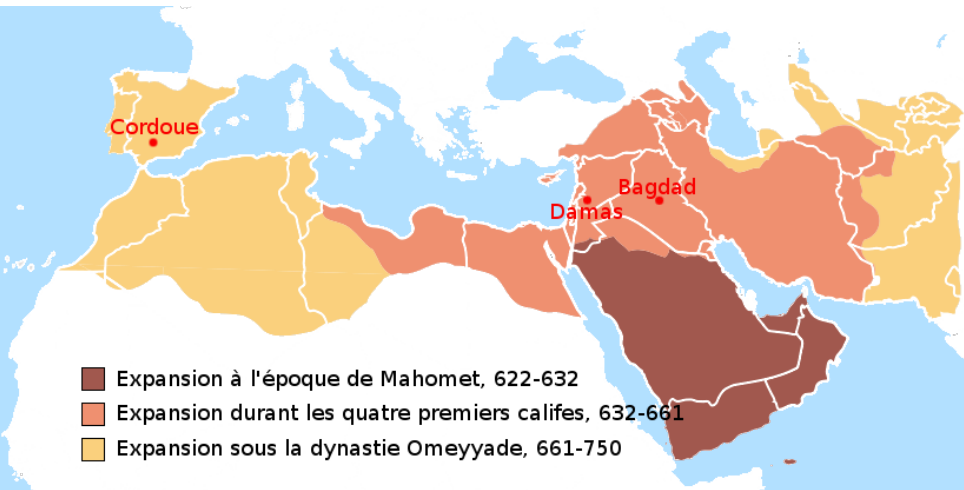 Cordoue
Bagdad
Damas
Expansion à l'époque de Mahomet, 622-632
Expansion durant les quatre premiers califes, 632-661
Expansion sous la dynastie Omeyyade, 661-750